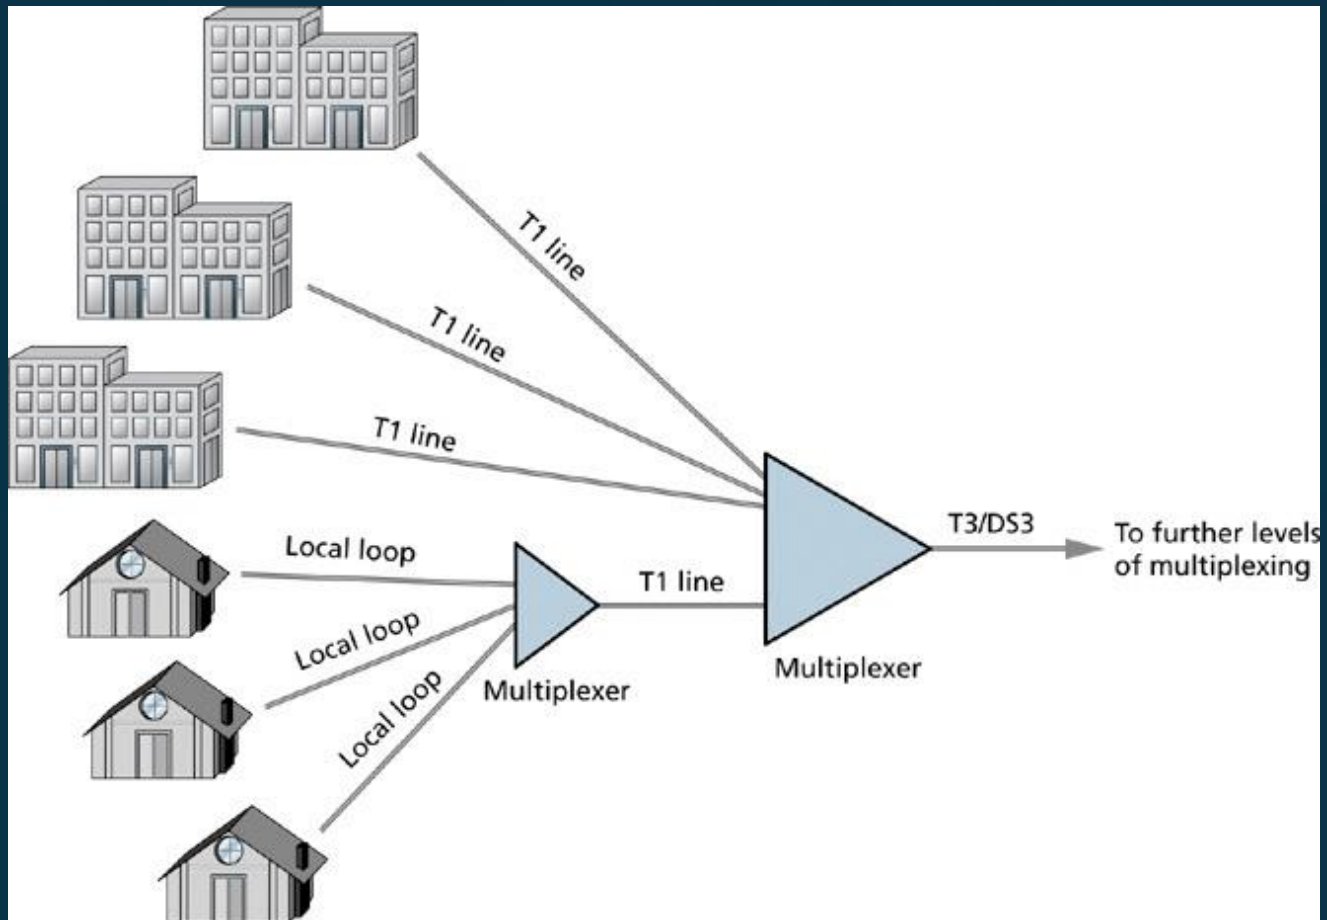 T1 line
T1 line
T1 line
Local loop
Local loop
Local loop
Multiplexer
T1 line
Multiplexer
T3/DS3
To further levels
of multiplexing